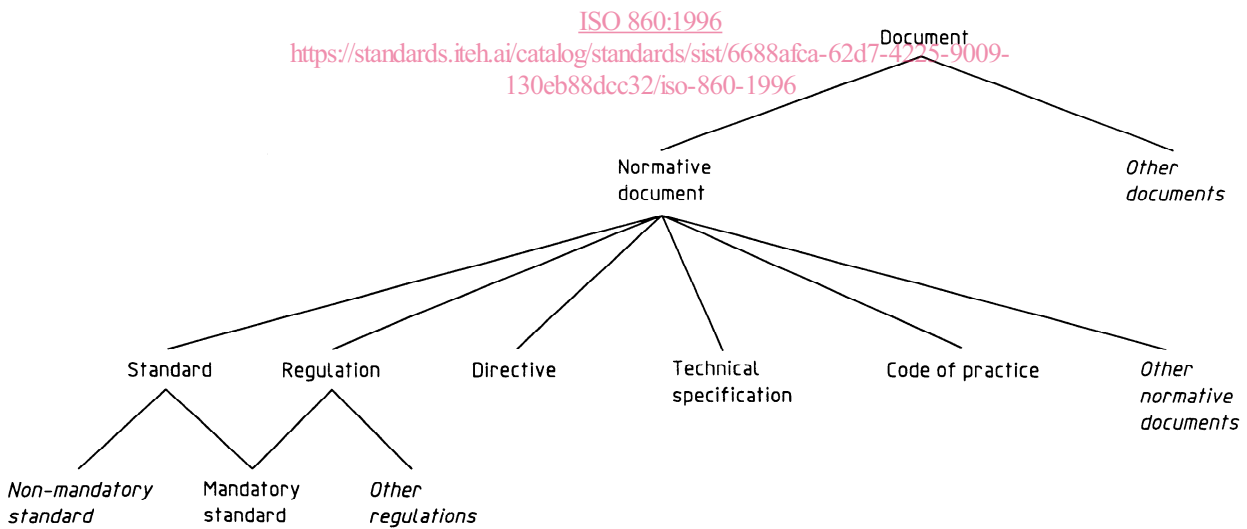 ISO 860:1996
Document
https://standards.iteh.ai/catalog/standards/sist/6688afca-62d7-4225-9009-
130eb88dcc32/iso-860-1996
Normative
document
Other
documents
Standard
Regulation
Directive
Technical
specification
Code of practice
Other
normative
documents
Non-mandatory
standard
Mandatory
standard
Other
regulations